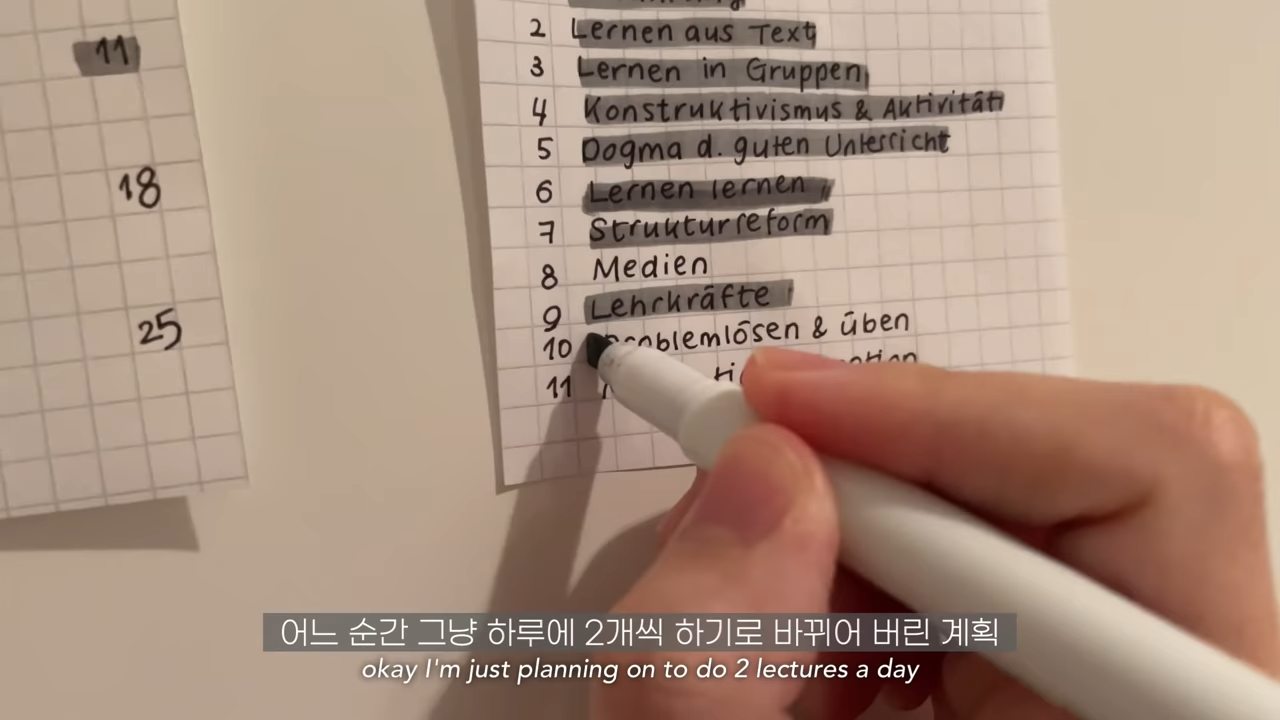 11
18
25
2 Lernen aus Text
3 Lernen in Gruppen
4 Konstruktivismus & Aktivität
5 Dogma d. guten Unterricht
6 Lernen lernen
7 Strukturreform
8 Medien
9 Lehrkräfte
10 Problemlösen & üben
11
어느 순간 그냥 하루에 2개씩 하기로 바뀌어 버린 계획
okay I'm just planning on to do 2 lectures a day